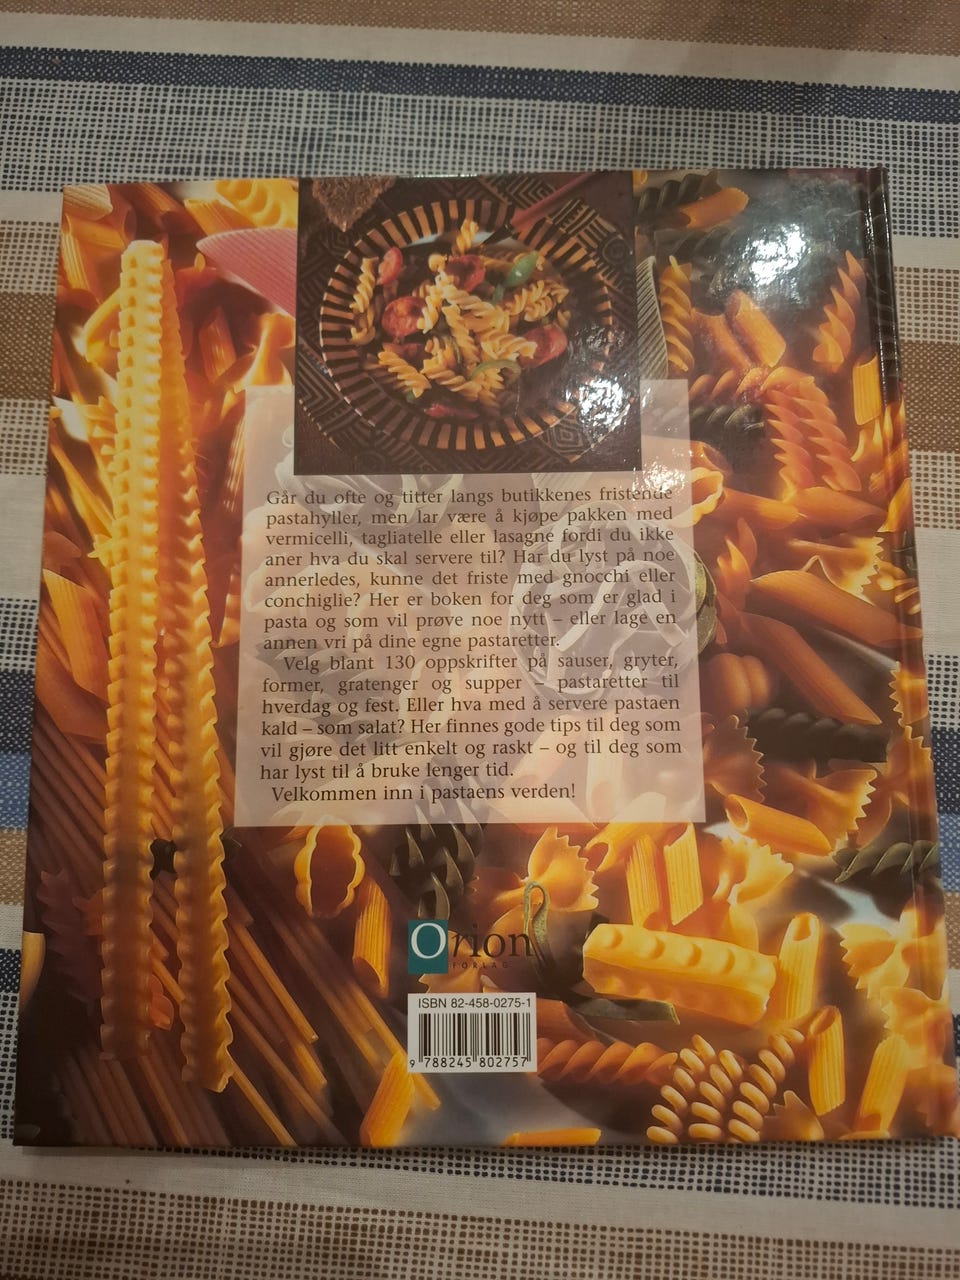 Går du ofte og titter langs butikkenes fristende
pastahyller, men lar være å kjøpe pakken med
vermicelli, tagliatelle eller lasagne fordi du ikke
aner hva du skal servere til? Har du lyst på noe
annerledes, kunne det friste med gnocchi eller
conchiglie? Her er boken for deg som er glad i
pasta og som vil prøve noe nytt – eller lage en
annen vri på dine egne pastaretter.
Velg blant 130 oppskrifter på sauser, gryter,
former, gratenger og supper – pastaretter til
hverdag og fest. Eller hva med å servere pastaen
kald – som salat? Her finnes gode tips til deg som
vil gjøre det litt enkelt og raskt – og til deg som
har lyst til å bruke lenger tid.
Velkommen inn i pastaens verden!
Orion
FORLAG
ISBN 82-458-0275-1
9 788245 802757